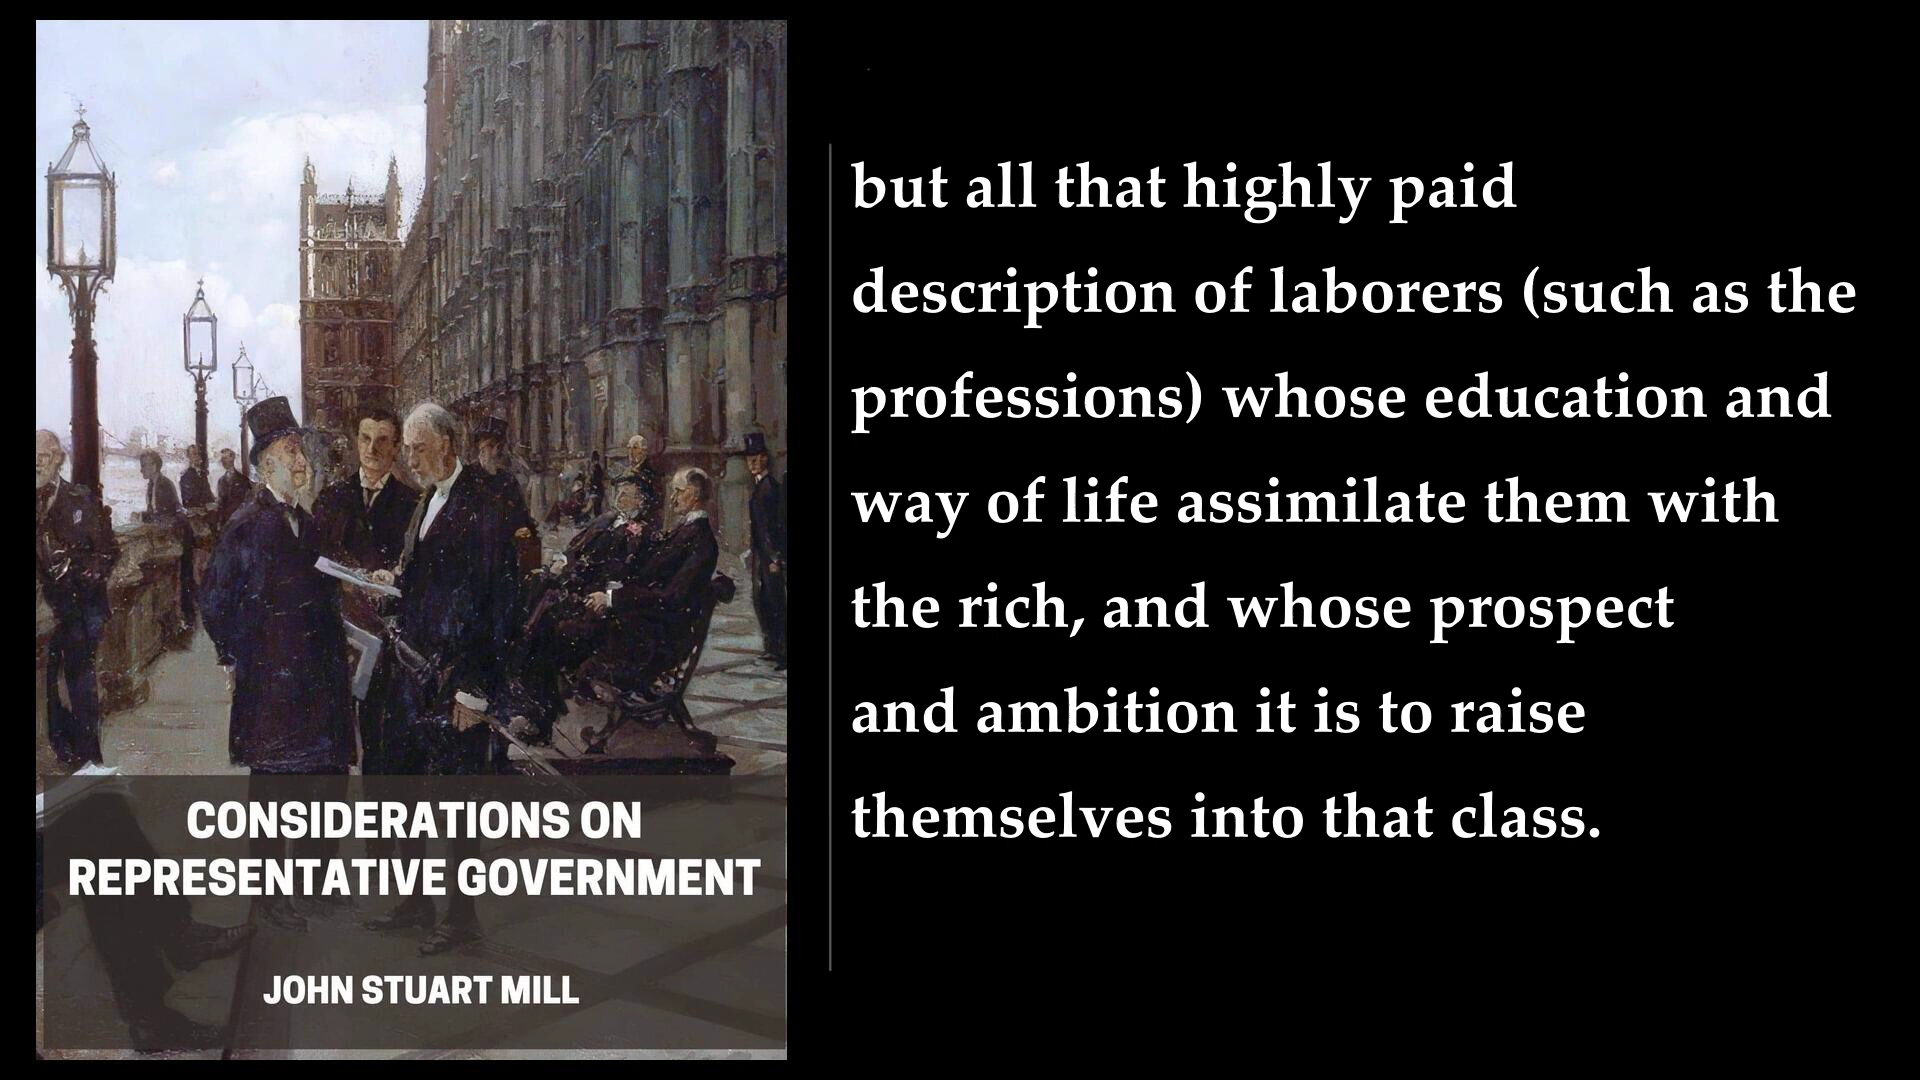 CONSIDERATIONS ON
REPRESENTATIVE GOVERNMENT
JOHN STUART MILL
but all that highly paid
description of laborers (such as the
professions) whose education and
way of life assimilate them with
the rich, and whose prospect
and ambition it is to raise
themselves into that class.